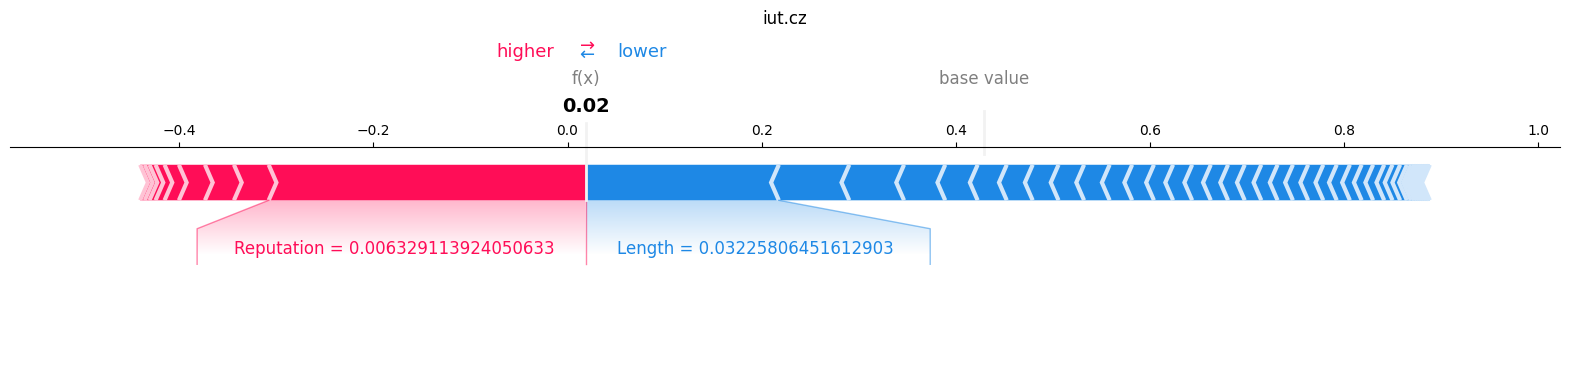 iut.cz
higher ⇄ lower
f(x) base value
0.02
−0.4 −0.2 0.0 0.2 0.4 0.6 0.8 1.0
Reputation = 0.006329113924050633 Length = 0.03225806451612903